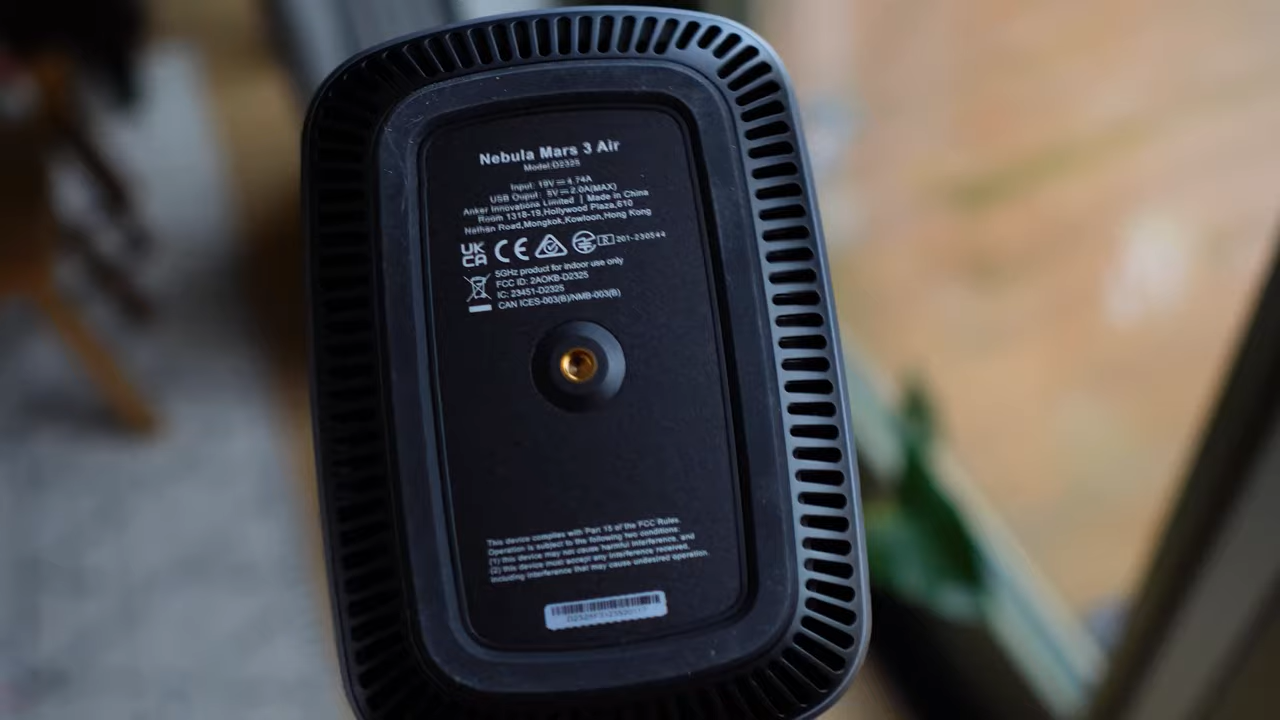 Nebula Mars 3 Air
Model:D2325
Input: 19V ⎓ 4.74A
USB Ouput: 5V ⎓ 2.0A(MAX)
Anker Innovations Limited | Made in China
Room 1318-19,Hollywood Plaza,610
Nathan Road,Mongkok,Kowloon,Hong Kong
UK CA CE R 201-230544
5GHz product for indoor use only
FCC ID: 2AOKB-D2325
IC: 23451-D2325
CAN ICES-003(B)/NMB-003(B)
This device complies with Part 15 of the FCC Rules.
Operation is subject to the following two conditions:
(1) this device may not cause harmful interference, and
(2) this device must accept any interference received,
including interference that may cause undesired operation.